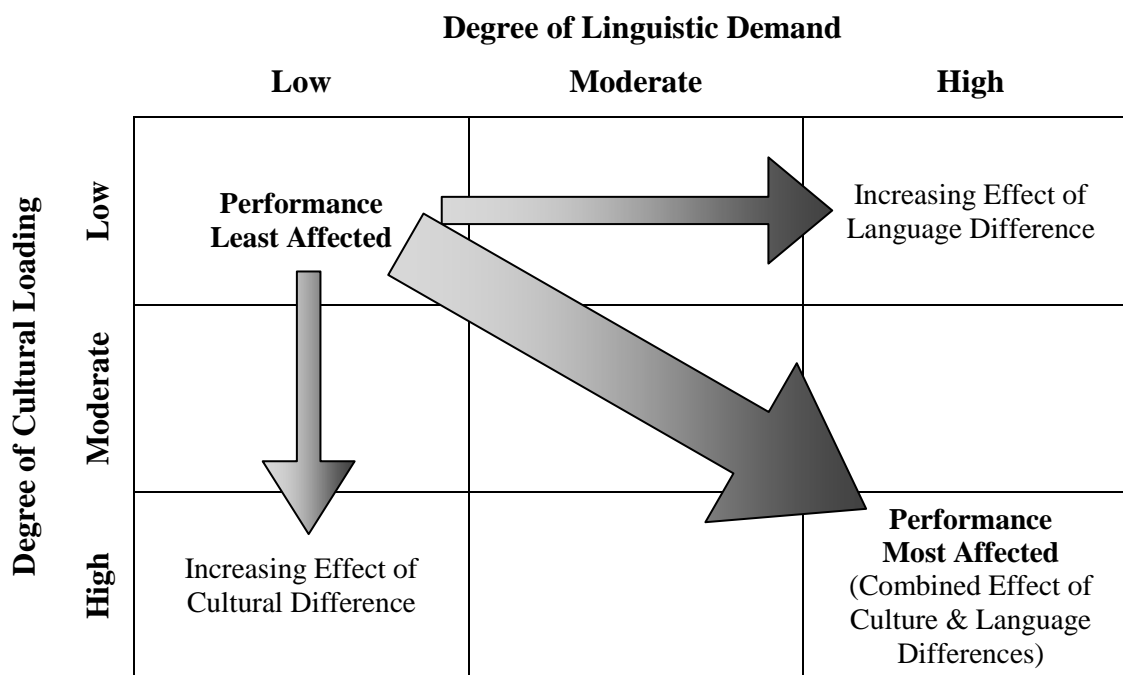 Degree of Linguistic Demand
Low
Moderate
High
Degree of Cultural Loading
Low
Performance
Least Affected
Increasing Effect of
Language Difference
Moderate
High
Increasing Effect of
Cultural Difference
Performance
Most Affected
(Combined Effect of
Culture & Language
Differences)